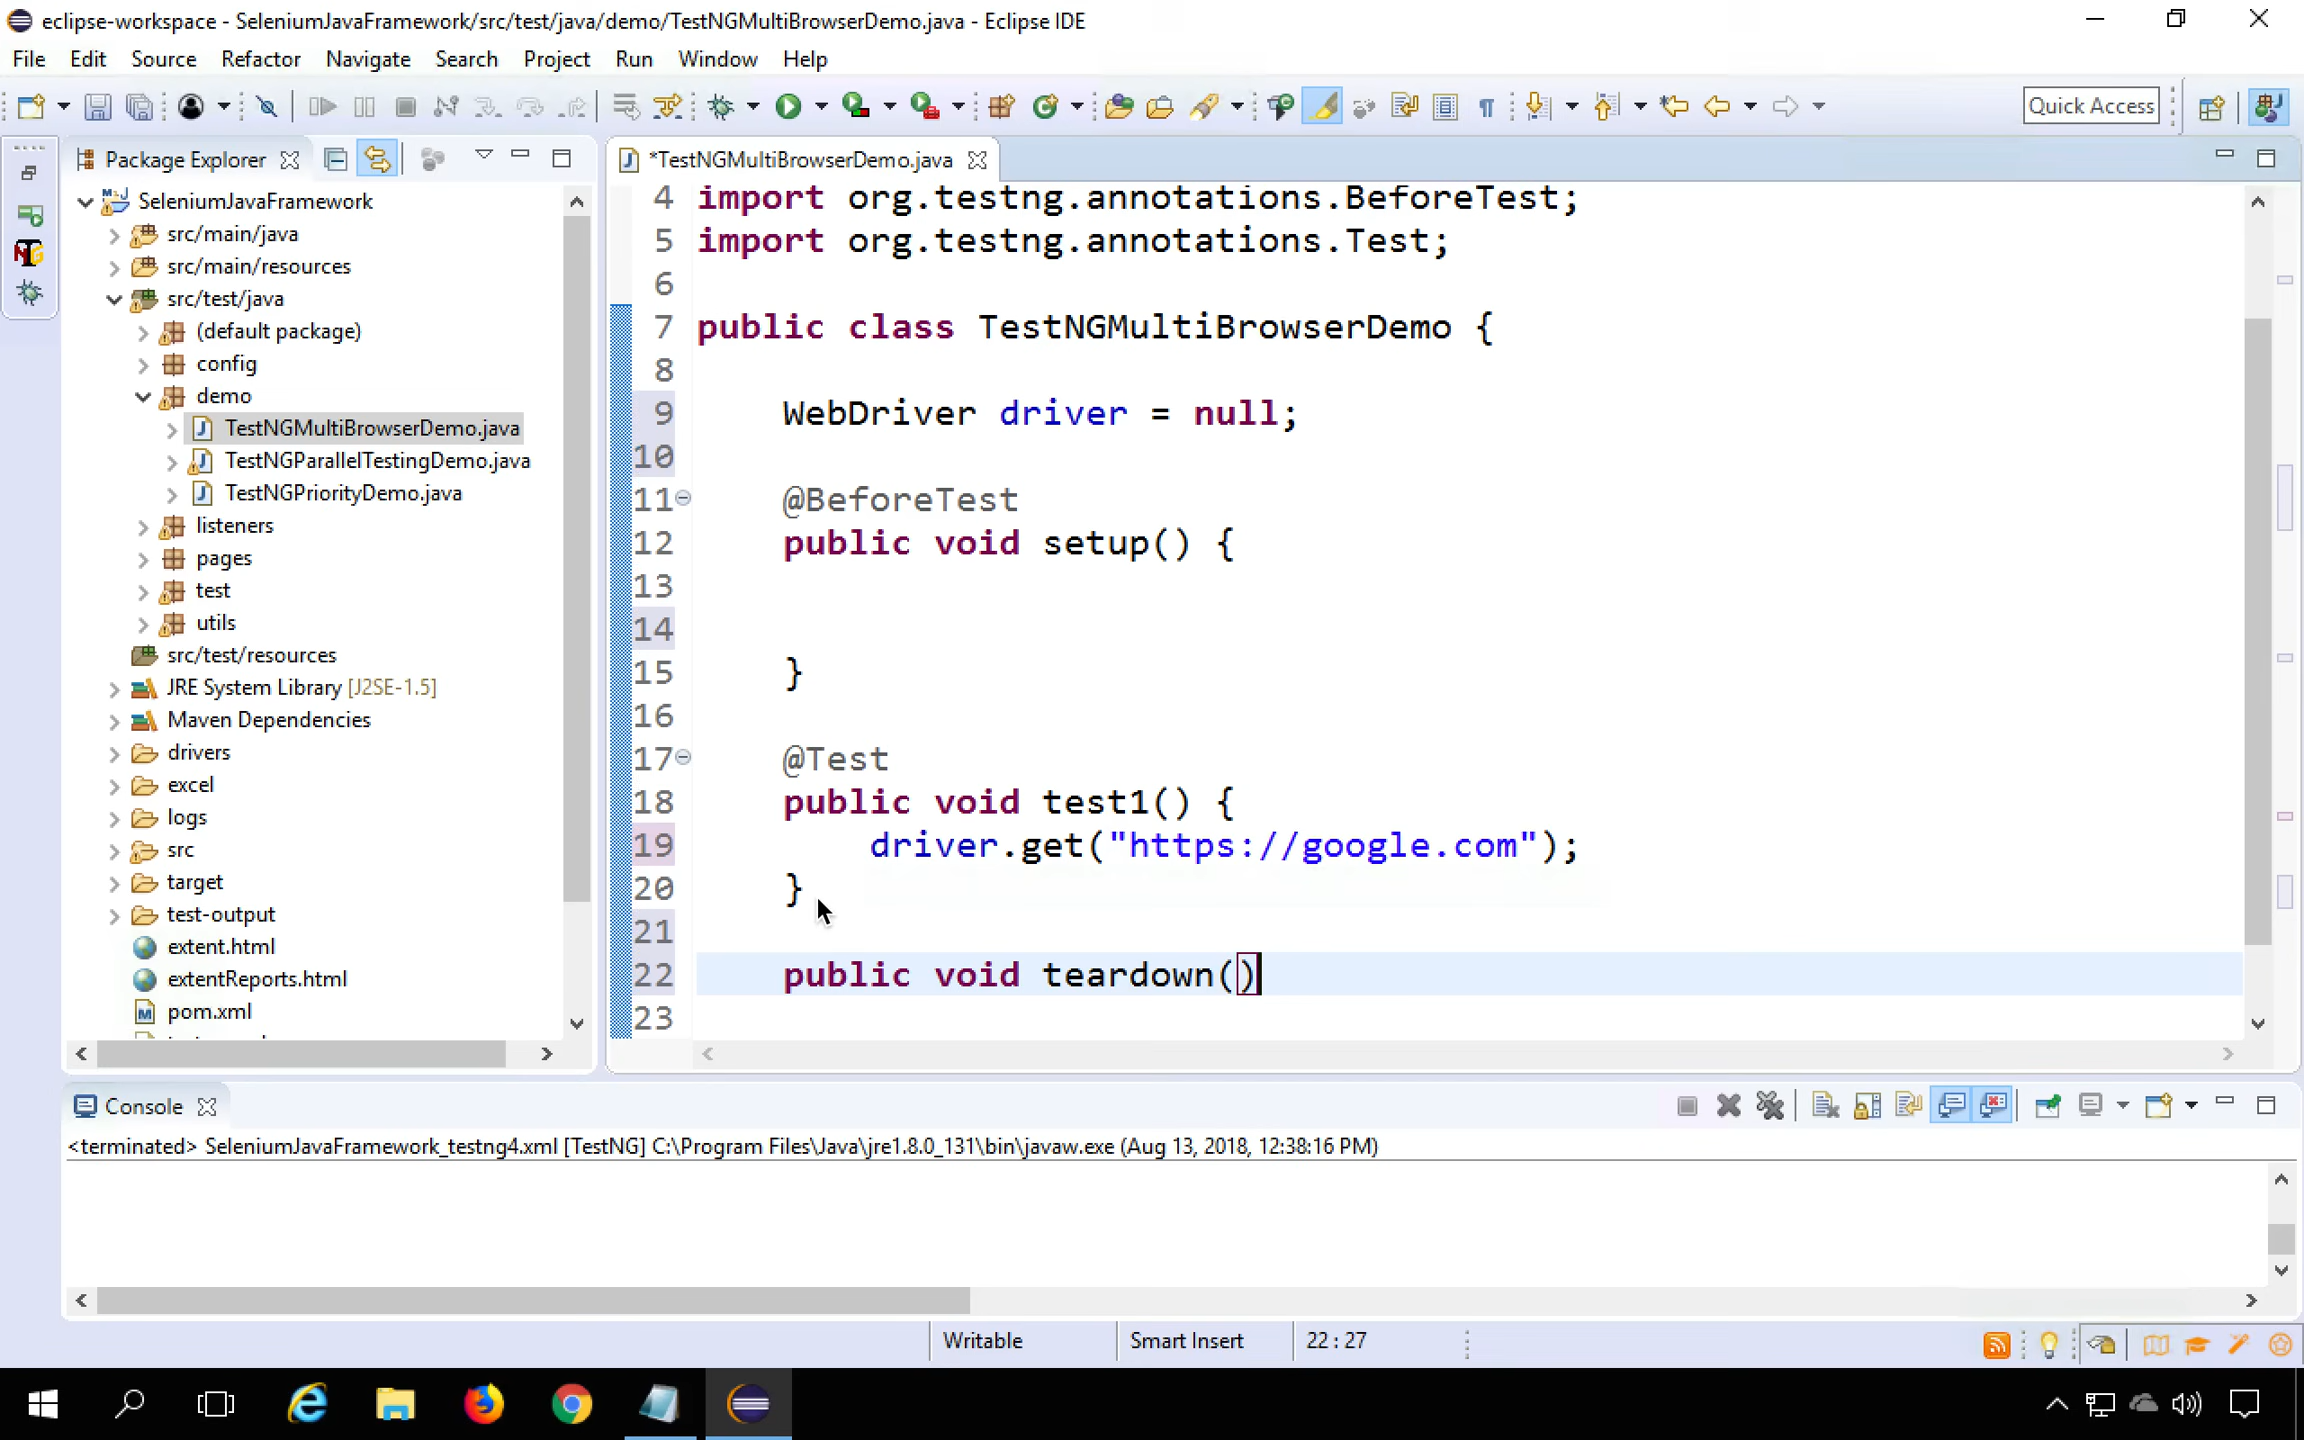 eclipse-workspace - SeleniumJavaFramework/src/test/java/demo/TestNGMultiBrowserDemo.java - Eclipse IDE
File Edit Source Refactor Navigate Search Project Run Window Help
Quick Access
Package Explorer
SeleniumJavaFramework
src/main/java
src/main/resources
src/test/java
(default package)
config
demo
TestNGMultiBrowserDemo.java
TestNGParallelTestingDemo.java
TestNGPriorityDemo.java
listeners
pages
test
utils
src/test/resources
JRE System Library [J2SE-1.5]
Maven Dependencies
drivers
excel
logs
src
target
test-output
extent.html
extentReports.html
pom.xml
*TestNGMultiBrowserDemo.java
4 import org.testng.annotations.BeforeTest;
5 import org.testng.annotations.Test;
6
7 public class TestNGMultiBrowserDemo {
8
9 WebDriver driver = null;
10
11 @BeforeTest
12 public void setup() {
13
14
15 }
16
17 @Test
18 public void test1() {
19 driver.get("https://google.com");
20 }
21
22 public void teardown()
23
Console
<terminated> SeleniumJavaFramework_testng4.xml [TestNG] C:\Program Files\Java\jre1.8.0_131\bin\javaw.exe (Aug 13, 2018, 12:38:16 PM)
Writable Smart Insert 22 : 27